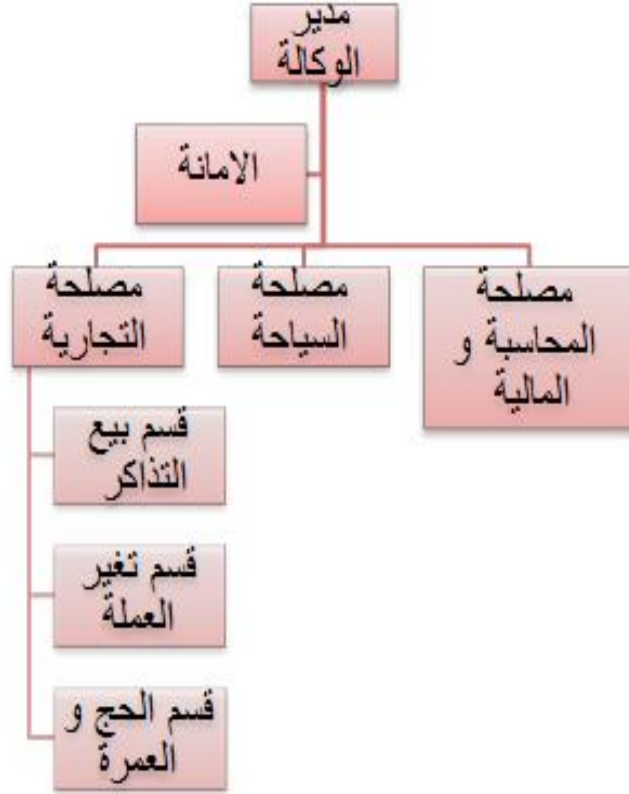 مدير
الوكالة
الامانة
مصلحة
المحاسبة و
المالية
مصلحة
السياحة
مصلحة
التجارية
قسم بيع
التذاكر
قسم تغير
العملة
قسم الحج و
العمرة